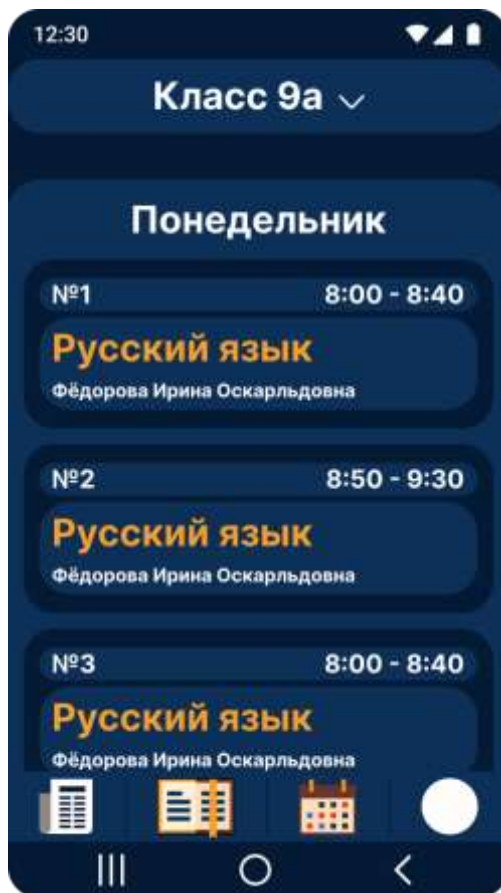 12:30
Класс 9а
Понедельник
№1 8:00 - 8:40
Русский язык
Фёдорова Ирина Оскарльдовна
№2 8:50 - 9:30
Русский язык
Фёдорова Ирина Оскарльдовна
№3 8:00 - 8:40
Русский язык
Фёдорова Ирина Оскарльдовна